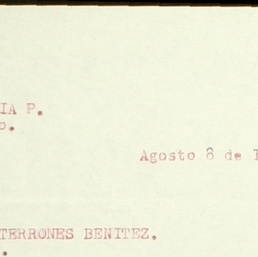 IA P.
o.
Agosto 8 de
TERRONES BENITEZ.
.